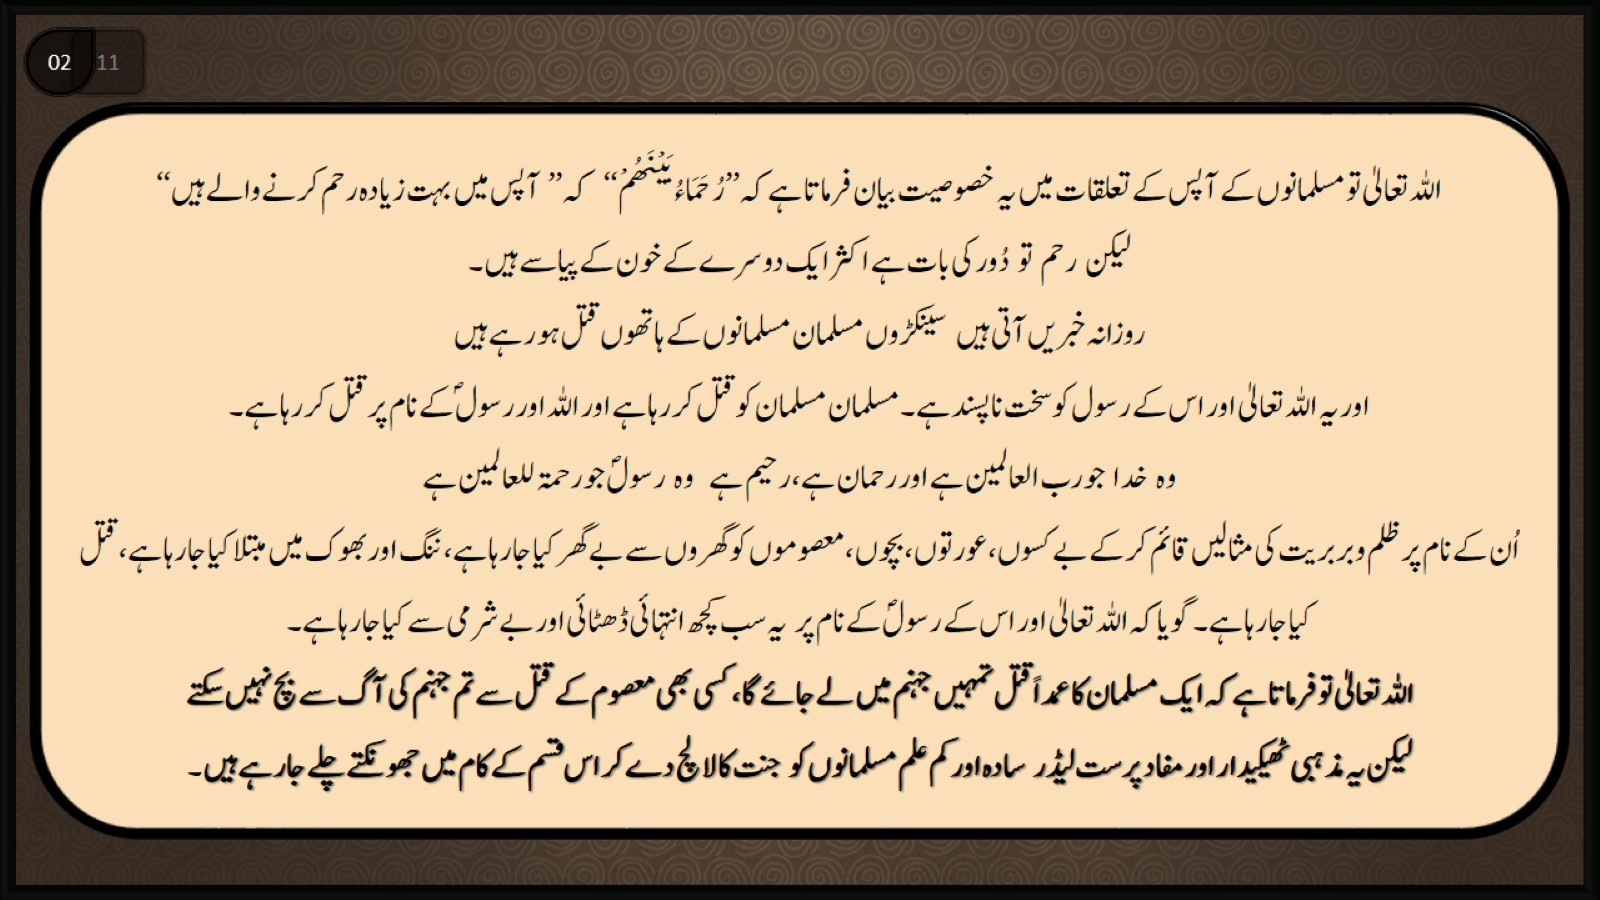 02 11
اللہ تعالیٰ تو مسلمانوں کے آپس کے تعلقات میں یہ خصوصیت بیان فرماتا ہے کہ ”رُحَمَاءُ بَیْنَھُمْ“ کہ ” آپس میں بہت زیادہ رحم کرنے والے ہیں“
لیکن رحم تو دُور کی بات ہے اکثر ایک دوسرے کے خون کے پیاسے ہیں۔
روزانہ خبریں آتی ہیں سینکڑوں مسلمان مسلمانوں کے ہاتھوں قتل ہو رہے ہیں
اور یہ اللہ تعالیٰ اور اس کے رسول کو سخت ناپسند ہے۔ مسلمان مسلمان کو قتل کر رہا ہے اور اللہ اور رسولؐ کے نام پر قتل کر رہا ہے۔
وہ خدا جو رب العالمین ہے اور رحمان ہے، رحیم ہے وہ رسولؐ جو رحمۃ للعالمین ہے
اُن کے نام پر ظلم و بربریت کی مثالیں قائم کر کے بے کسوں، عورتوں، بچوں، معصوموں کو گھروں سے بے گھر کیا جا رہا ہے، ننگ اور بھوک میں مبتلا کیا جا رہا ہے، قتل
کیا جا رہا ہے۔ گویا کہ اللہ تعالیٰ اور اس کے رسولؐ کے نام پر یہ سب کچھ انتہائی ڈھٹائی اور بے شرمی سے کیا جا رہا ہے۔
اللہ تعالیٰ تو فرماتا ہے کہ ایک مسلمان کا عمداً قتل تمہیں جہنم میں لے جائے گا، کسی بھی معصوم کے قتل سے تم جہنم کی آگ سے بچ نہیں سکتے
لیکن یہ مذہبی ٹھیکیدار اور مفاد پرست لیڈر سادہ اور کم علم مسلمانوں کو جنت کا لالچ دے کر اس قسم کے کام میں جھونکتے چلے جا رہے ہیں۔